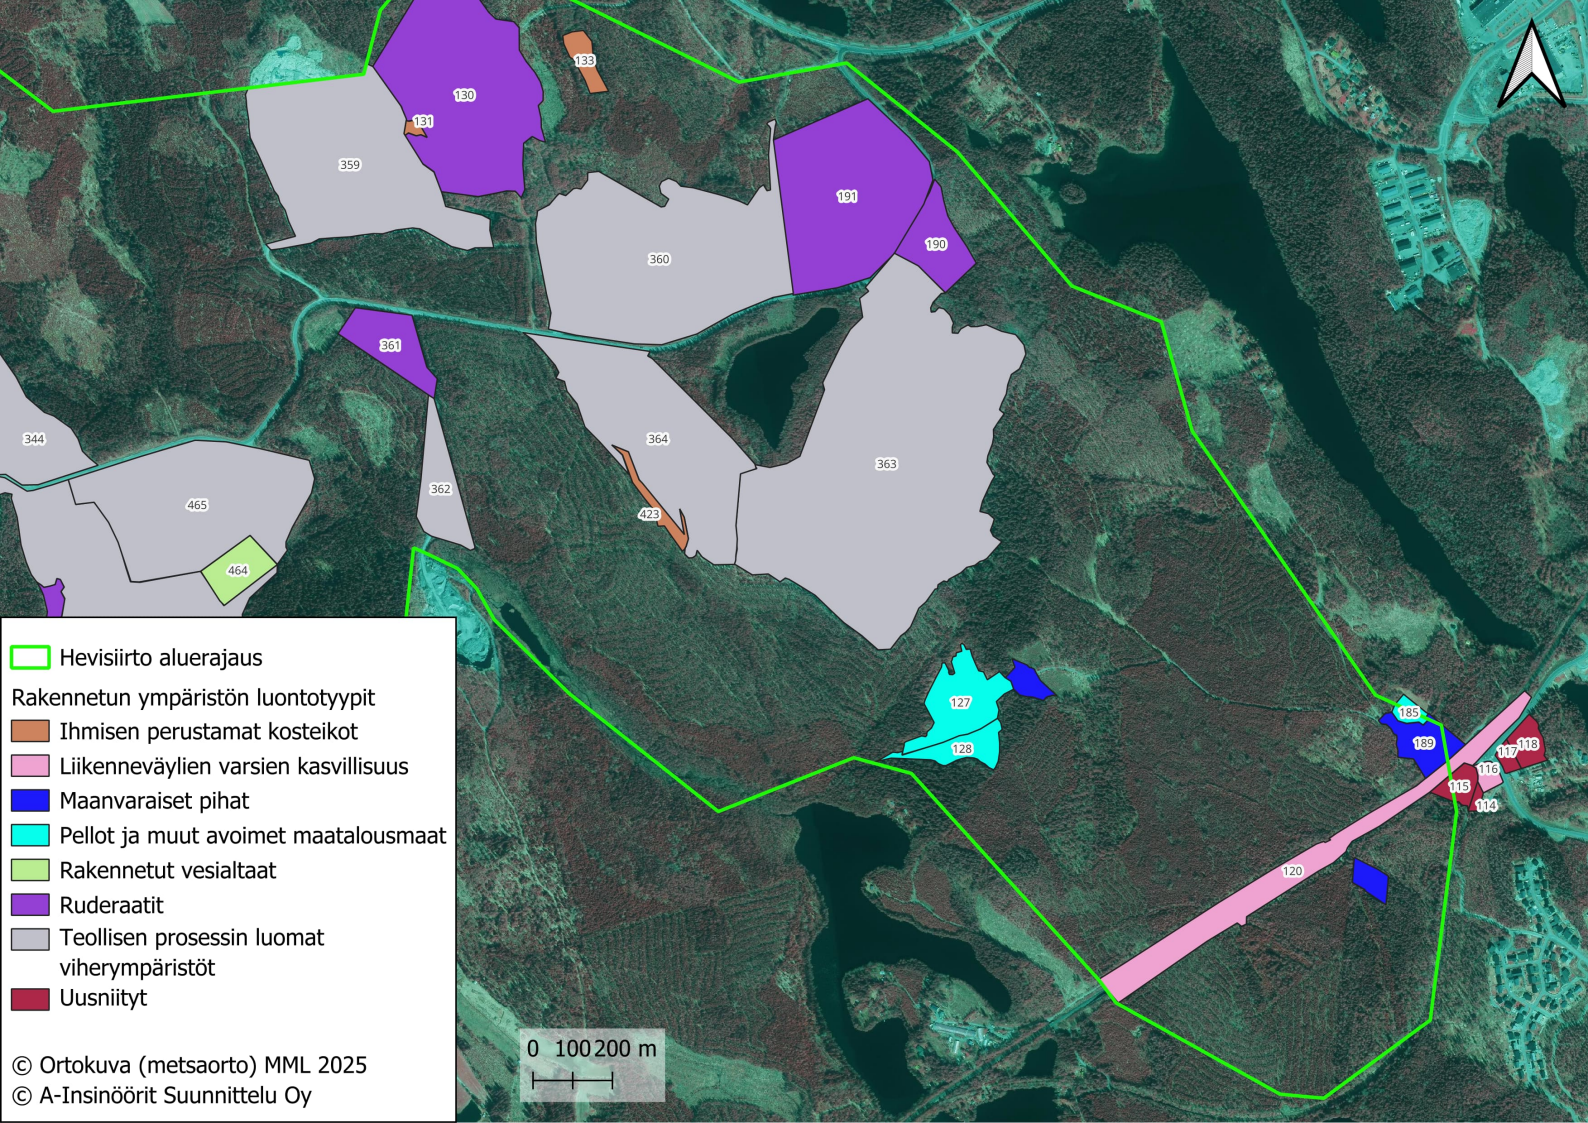 133
130
131
359
191
190
360
361
344
364
363
362
465
423
464
127
128
185
189
117
118
116
115
114
120
Hevisiirto aluerajaus
Rakennetun ympäristön luontotyypit
Ihmisen perustamat kosteikot
Liikenneväylien varsien kasvillisuus
Maanvaraiset pihat
Pellot ja muut avoimet maatalousmaat
Rakennetut vesialtaat
Ruderaatit
Teollisen prosessin luomat
viherympäristöt
Uusniityt
© Ortokuva (metsaorto) MML 2025
© A-Insinöörit Suunnittelu Oy
0 100 200 m